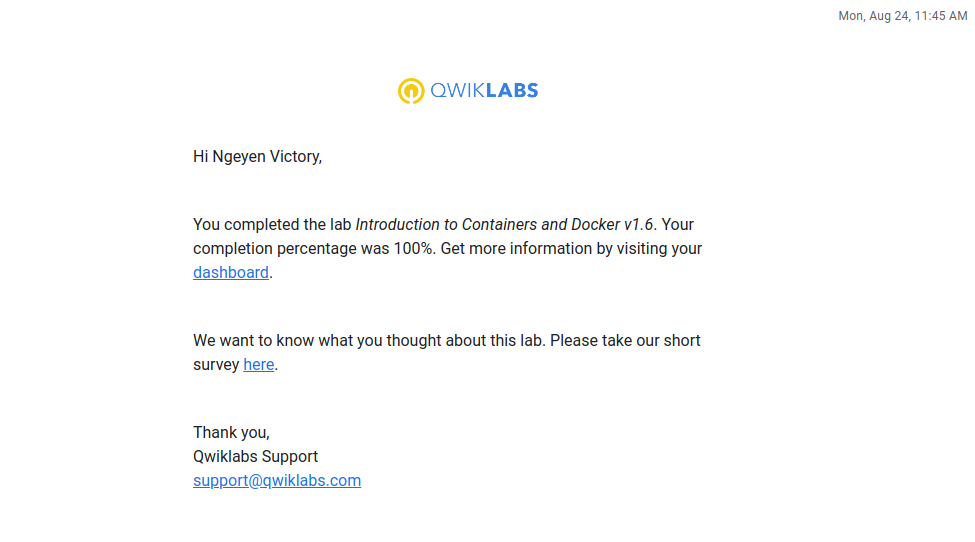 Mon, Aug 24, 11:45 AM
QWIKLABS
Hi Ngeyen Victory,
You completed the lab Introduction to Containers and Docker v1.6. Your
completion percentage was 100%. Get more information by visiting your
dashboard.
We want to know what you thought about this lab. Please take our short
survey here.
Thank you,
Qwiklabs Support
support@qwiklabs.com